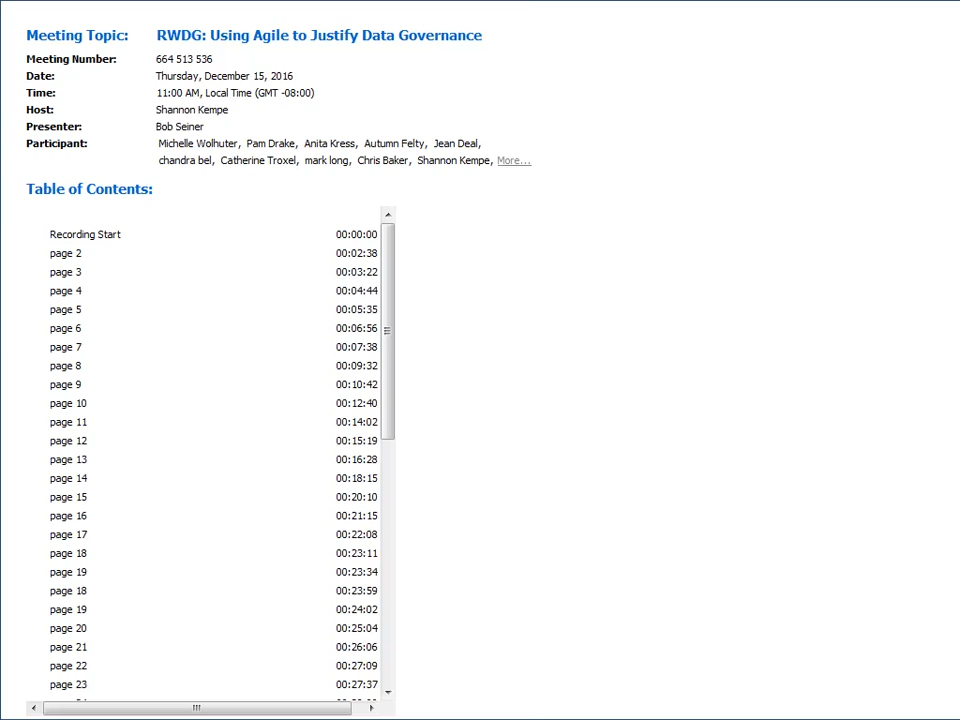 Meeting Topic: RWDG: Using Agile to Justify Data Governance
Meeting Number: 664 513 536
Date: Thursday, December 15, 2016
Time: 11:00 AM, Local Time (GMT -08:00)
Host: Shannon Kempe
Presenter: Bob Seiner
Participant: Michelle Wolhuter, Pam Drake, Anita Kress, Autumn Felty, Jean Deal,
chandra bel, Catherine Troxel, mark long, Chris Baker, Shannon Kempe, More...
Table of Contents:
Recording Start 00:00:00
page 2 00:02:38
page 3 00:03:22
page 4 00:04:44
page 5 00:05:35
page 6 00:06:56
page 7 00:07:38
page 8 00:09:32
page 9 00:10:42
page 10 00:12:40
page 11 00:14:02
page 12 00:15:19
page 13 00:16:28
page 14 00:18:15
page 15 00:20:10
page 16 00:21:15
page 17 00:22:08
page 18 00:23:11
page 19 00:23:34
page 18 00:23:59
page 19 00:24:02
page 20 00:25:04
page 21 00:26:06
page 22 00:27:09
page 23 00:27:37